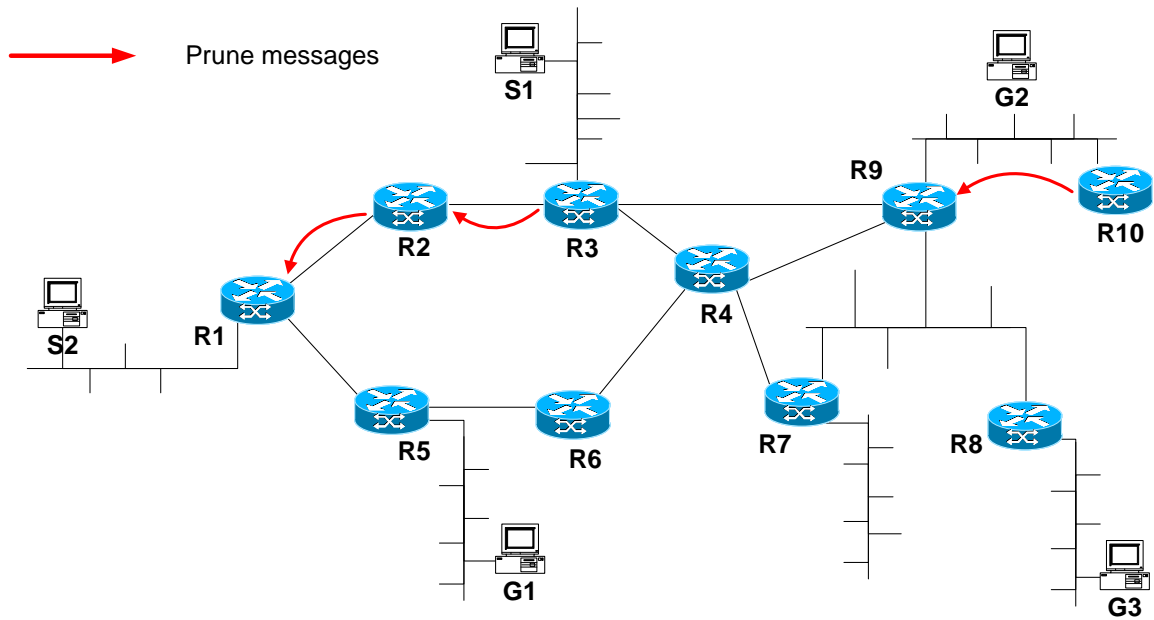 Prune messages
S1
G2
R9
R2
R3
R10
R4
R1
S2
R5
R6
R7
R8
G1
G3